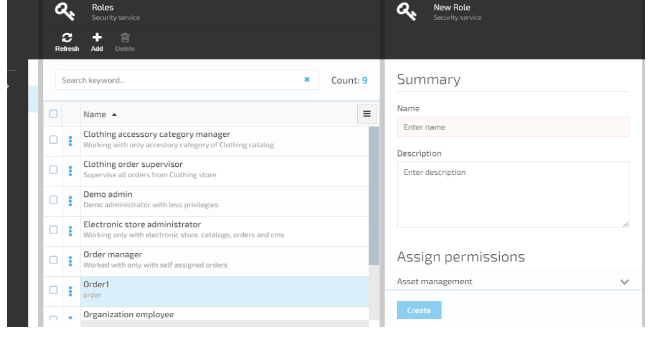 Roles
Security service
Refresh
Add
Delete
Search keyword...
Count: 9
Name
Clothing accessory category manager
Working with only accestory category of Clothing catalog
Clothing order supervisor
Supervise all orders from Clothing store
Demo admin
Demo administrator with less privilegies
Electronic store administrator
Working only with electronic store. catalogs, orders and cms
Order manager
Worked with only with self assigned orders
Order1
order
Organization employee
New Role
Security service
Summary
Name
Enter name
Description
Enter description
Assign permissions
Asset management
Create